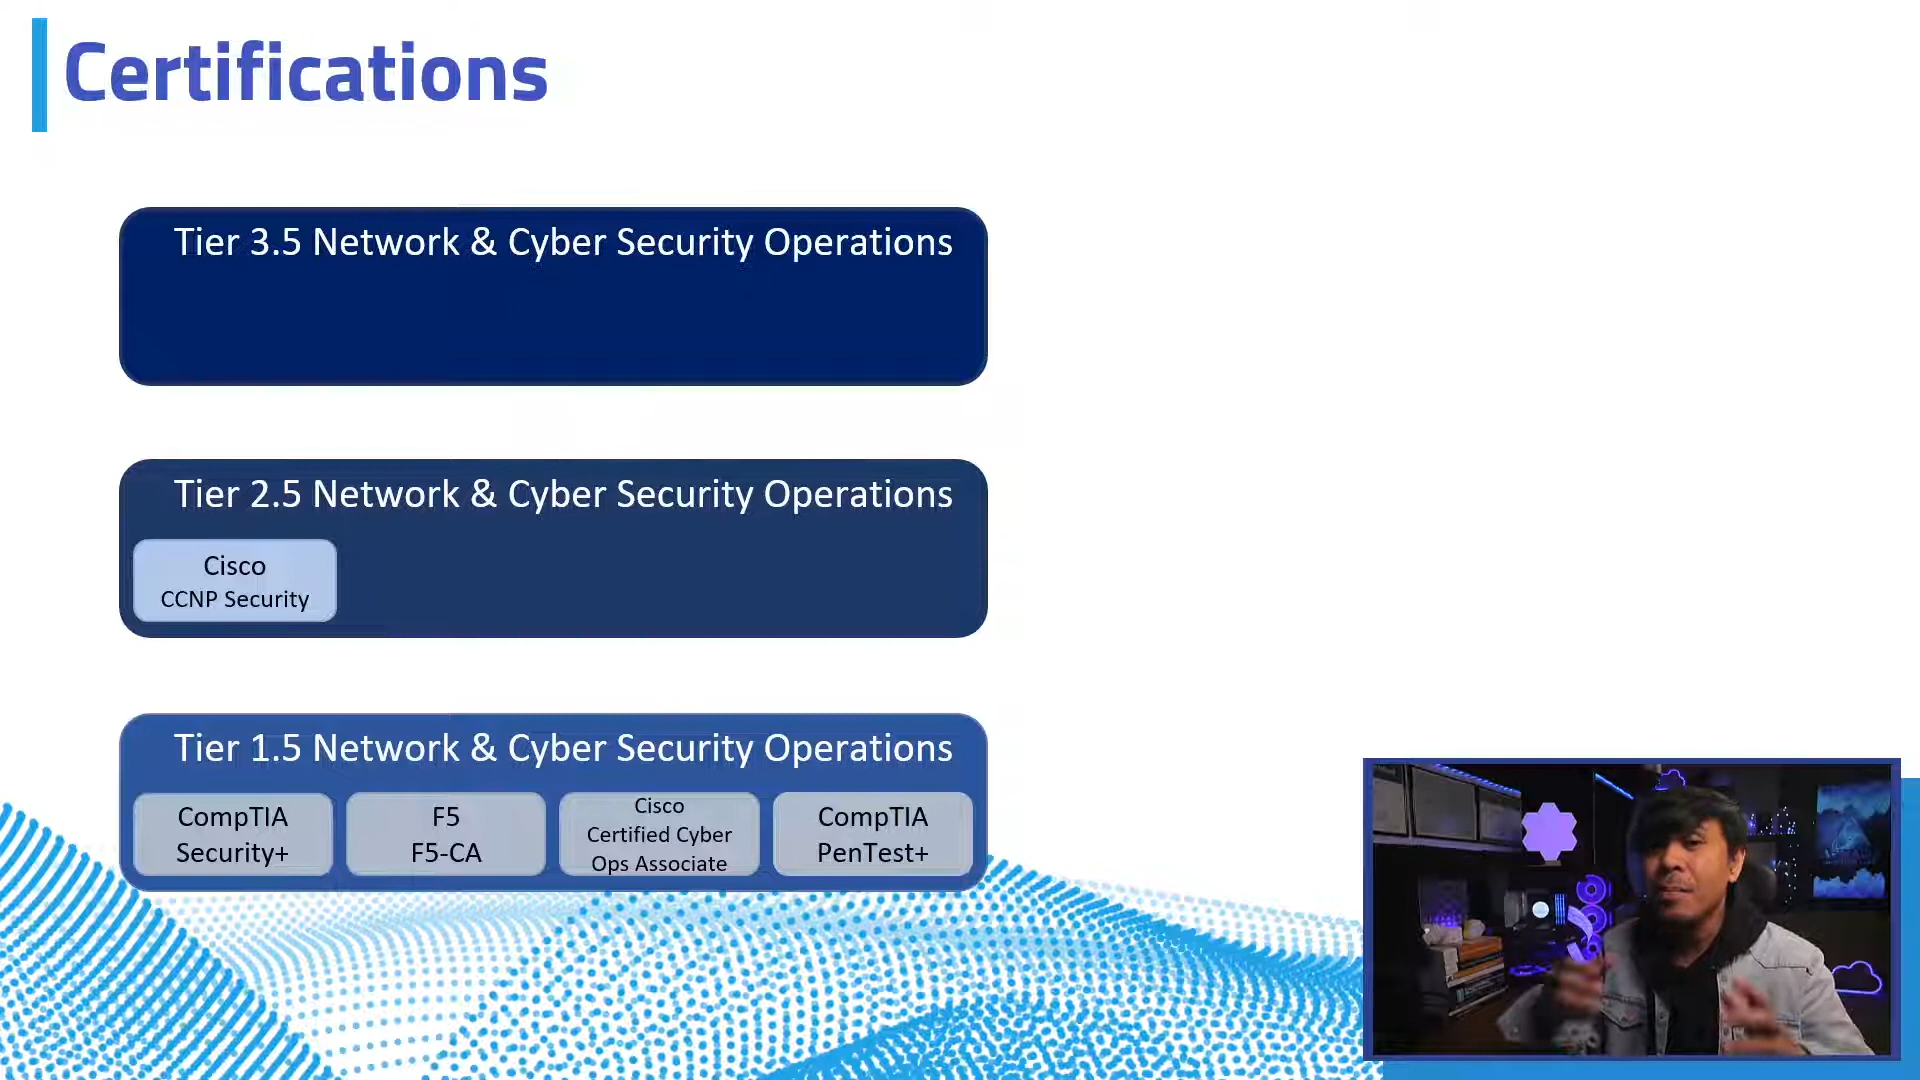 Certifications
Tier 3.5 Network & Cyber Security Operations
Tier 2.5 Network & Cyber Security Operations
Cisco
CCNP Security
Tier 1.5 Network & Cyber Security Operations
CompTIA
Security+
F5
F5-CA
Cisco
Certified Cyber
Ops Associate
CompTIA
PenTest+